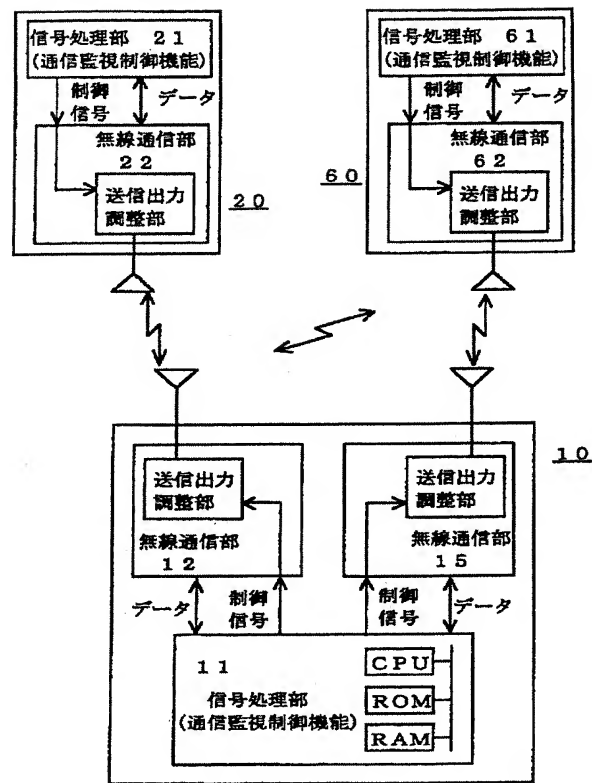 信号処理部 21
(通信監視制御機能)
制御
信号
データ
無線通信部
22
送信出力
調整部
20
信号処理部 61
(通信監視制御機能)
制御
信号
データ
無線通信部
62
送信出力
調整部
60
10
送信出力
調整部
無線通信部
12
送信出力
調整部
無線通信部
15
データ
制御
信号
制御
信号
データ
11
信号処理部
(通信監視制御機能)
CPU
ROM
RAM